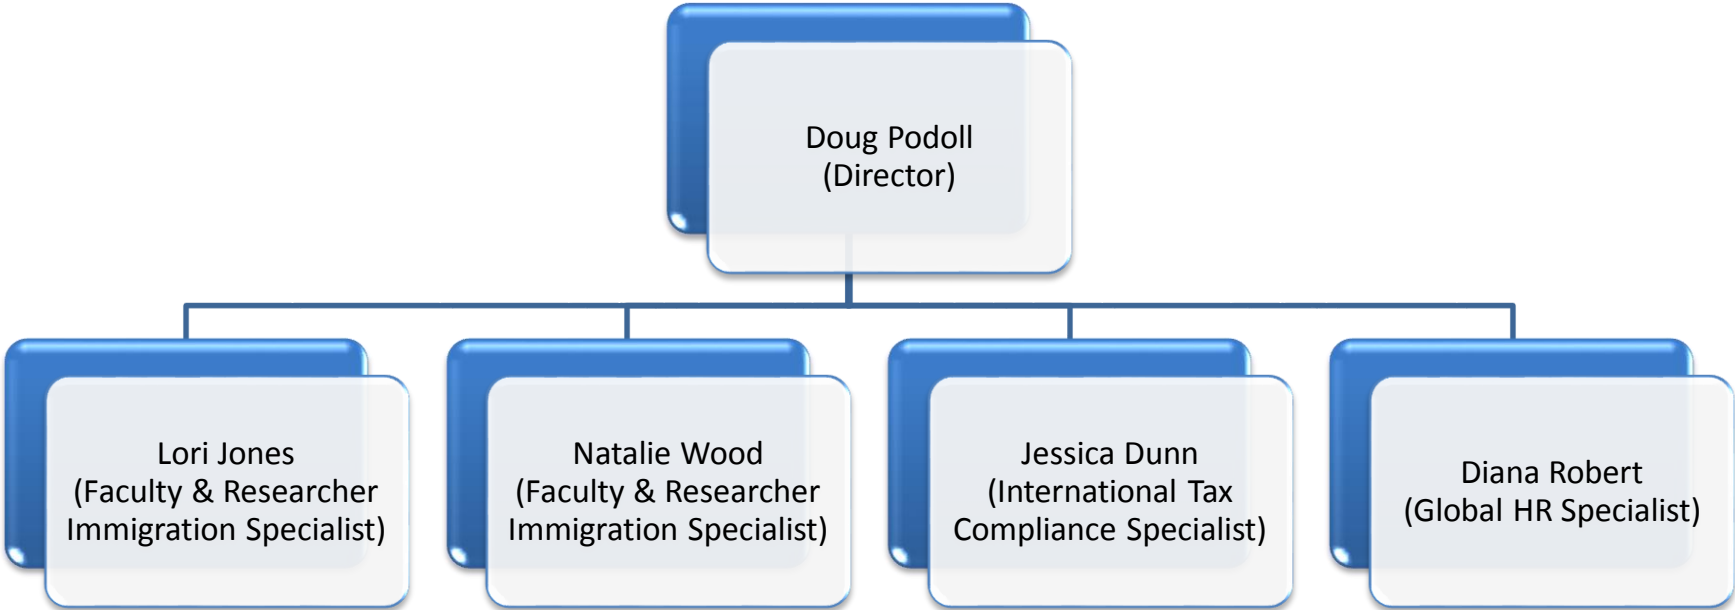 Doug Podoll
(Director)
Lori Jones
(Faculty & Researcher
Immigration Specialist)
Natalie Wood
(Faculty & Researcher
Immigration Specialist)
Jessica Dunn
(International Tax
Compliance Specialist)
Diana Robert
(Global HR Specialist)